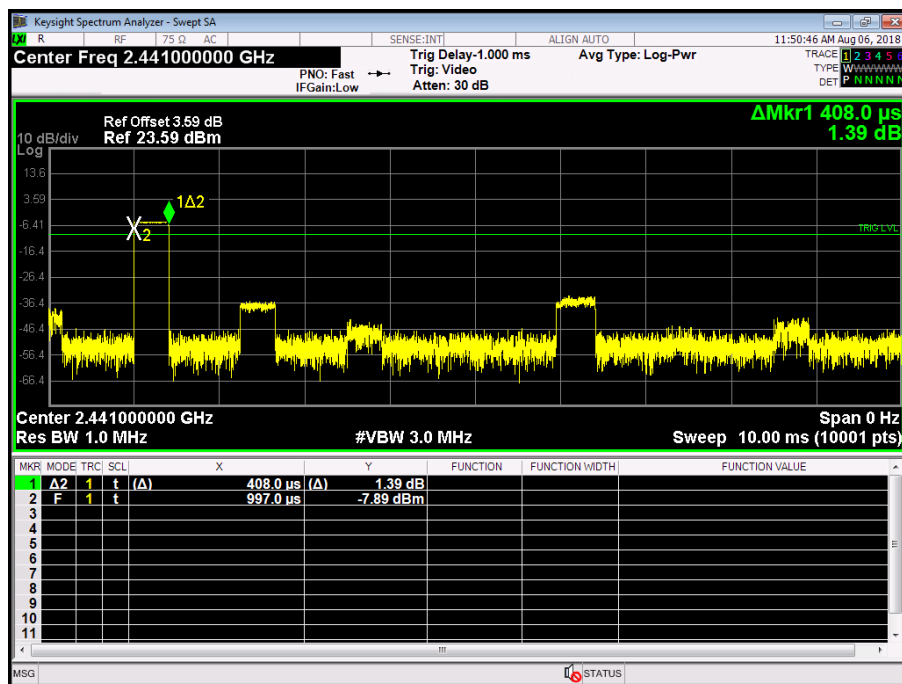 Keysight Spectrum Analyzer - Swept SA
LXI R RF 75 Ω AC SENSE:INT ALIGN AUTO 11:50:46 AM Aug 06, 2018
Center Freq 2.441000000 GHz
Trig Delay-1.000 ms Avg Type: Log-Pwr TRACE 1 2 3 4 5 6
PNO: Fast Trig: Video TYPE WWWWWWW
IFGain:Low Atten: 30 dB DET P N N N N N
ΔMkr1 408.0 µs
1.39 dB
Ref Offset 3.59 dB
10 dB/div Ref 23.59 dBm
Log
13.6
3.59
1Δ2
-6.41
2
TRIG LVL
-16.4
-26.4
-36.4
-46.4
-56.4
-66.4
Center 2.441000000 GHz Span 0 Hz
Res BW 1.0 MHz #VBW 3.0 MHz Sweep 10.00 ms (10001 pts)
MKR MODE TRC SCL X Y FUNCTION FUNCTION WIDTH FUNCTION VALUE
1 Δ2 1 t (Δ) 408.0 µs (Δ) 1.39 dB
2 F 1 t 997.0 µs -7.89 dBm
3
4
5
6
7
8
9
10
11
MSG STATUS